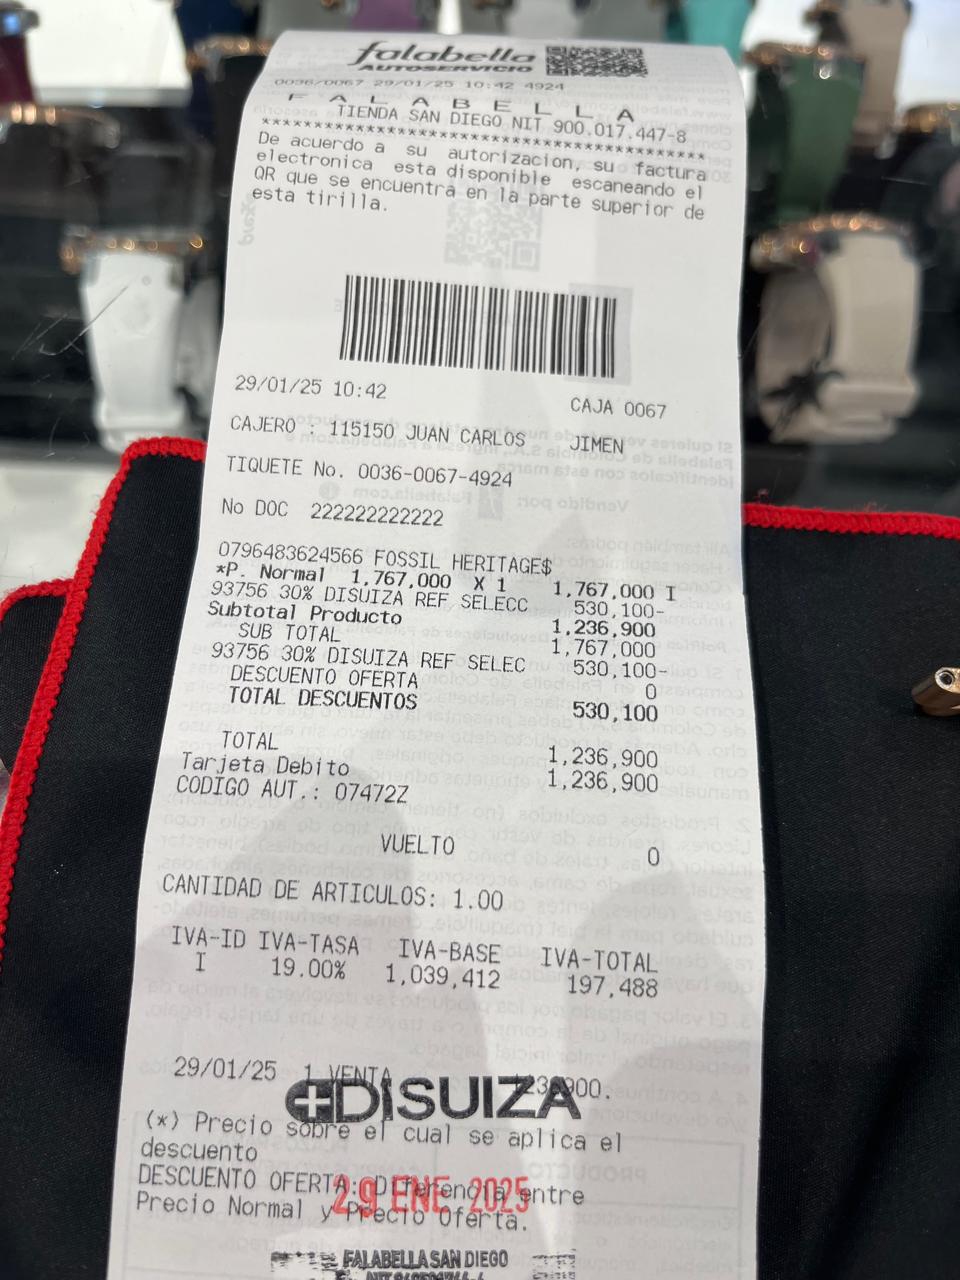 falabella
AUTOSERVICIO
0036/0067 29/01/25 10:42 4924
F A L A B E L L A
TIENDA SAN DIEGO NIT 900.017.447-8
****************************************
De acuerdo a su autorizacion, su factura
electronica esta disponible escaneando el
QR que se encuentra en la parte superior de
esta tirilla.
29/01/25 10:42 CAJA 0067
CAJERO : 115150 JUAN CARLOS JIMEN
TIQUETE No. 0036-0067-4924
No DOC 222222222222
0796483624566 FOSSIL HERITAGE$
*P. Normal 1,767,000 X 1 1,767,000 I
93756 30% DISUIZA REF SELECC 530,100-
Subtotal Producto 1,236,900
SUB TOTAL 1,767,000
93756 30% DISUIZA REF SELEC 530,100-
DESCUENTO OFERTA 0
TOTAL DESCUENTOS 530,100
TOTAL 1,236,900
Tarjeta Debito 1,236,900
CODIGO AUT.: 07472Z
VUELTO 0
CANTIDAD DE ARTICULOS: 1.00
IVA-ID IVA-TASA IVA-BASE IVA-TOTAL
I 19.00% 1,039,412 197,488
29/01/25 1 VENTA
DISUIZA
(*) Precio sobre el cual se aplica el
descuento
DESCUENTO OFERTA: Diferencia entre
29 ENE 2025
Precio Normal y Precio Oferta.
FALABELLA SAN DIEGO